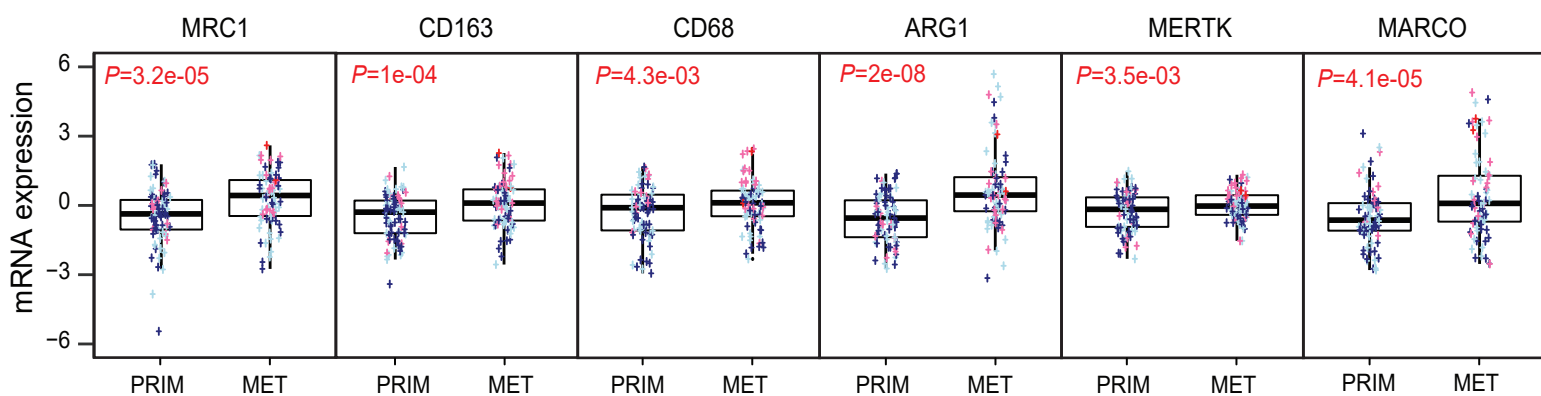 MRC1 CD163 CD68 ARG1 MERTK MARCO
P=3.2e-05 P=1e-04 P=4.3e-03 P=2e-08 P=3.5e-03 P=4.1e-05
mRNA expression
6
3
0
−3
−6
PRIM MET PRIM MET PRIM MET PRIM MET PRIM MET PRIM MET